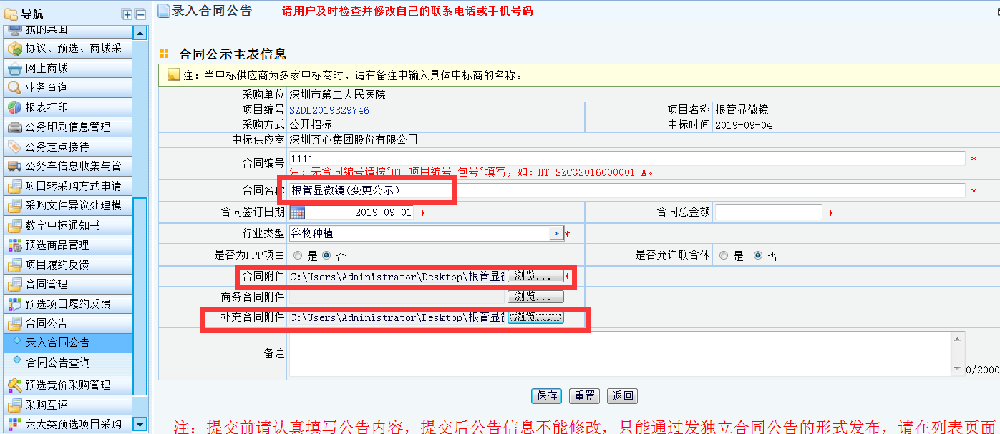 导航
我的桌面
协议、预选、商城采
网上商城
业务查询
报表打印
公务印刷信息管理
公务定点接待
公务车信息收集与管
项目转采购方式申请
采购文件异议处理模
数字中标通知书
预选商品管理
项目履约反馈
合同管理
预选项目履约反馈
合同公告
录入合同公告
合同公告查询
预选竞价采购管理
采购互评
六大类预选项目采购
录入合同公告 请用户及时检查并修改自己的联系电话或手机号码
合同公示主表信息
注：当中标供应商为多家中标商时，请在备注中输入具体中标商的名称。
采购单位 深圳市第二人民医院
项目编号 SZDL2019329746 项目名称 根管显微镜
采购方式 公开招标 中标时间 2019-09-04
中标供应商 深圳齐心集团股份有限公司
合同编号 1111 *
注：无合同编号请按"HT_项目编号_包号"填写，如：HT_SZCG2016000001_A。
合同名称 根管显微镜(变更公示) *
合同签订日期 2019-09-01 * 合同总金额 *
行业类型 谷物种植 » *
是否为PPP项目 是 否 是否允许联合体 是 否
合同附件 C:\Users\Administrator\Desktop\根管显 浏览... *
商务合同附件 浏览...
补充合同附件 C:\Users\Administrator\Desktop\根管显 浏览...
备注 0/2000
保存 重置 返回
注：提交前请认真填写公告内容，提交后公告信息不能修改，只能通过发独立合同公告的形式发布，请在列表页面